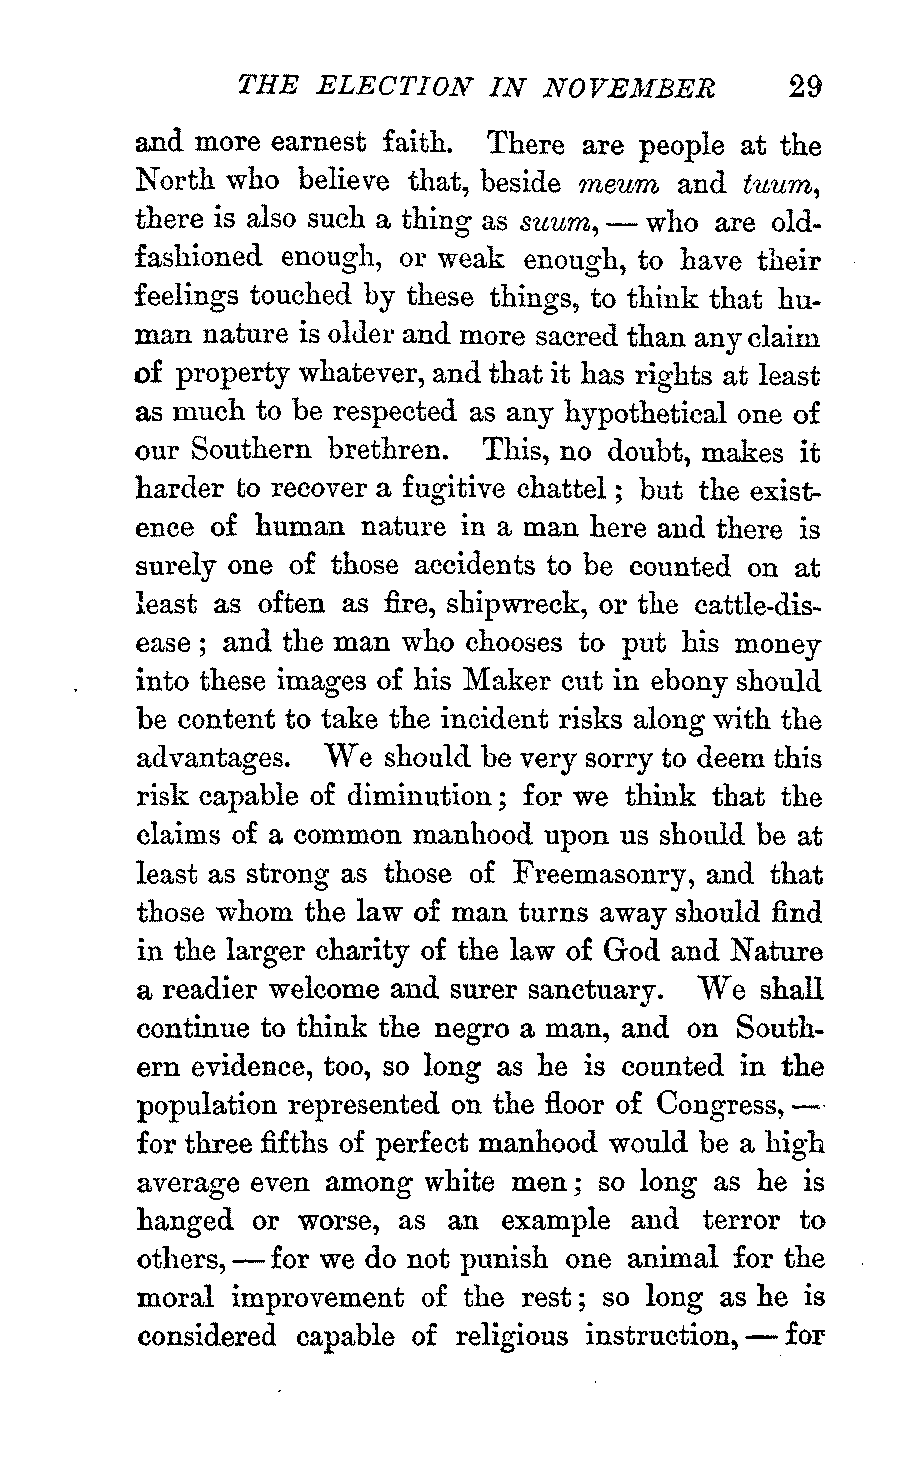 THE ELECTION IN NOVEMBER 29
and more earnest faith. There are people at the
North who believe that, beside meum and tuum,
there is also such a thing as suum, — who are old-
fashioned enough, or weak enough, to have their
feelings touched by these things, to think that hu-
man nature is older and more sacred than any claim
of property whatever, and that it has rights at least
as much to be respected as any hypothetical one of
our Southern brethren. This, no doubt, makes it
harder to recover a fugitive chattel; but the exist-
ence of human nature in a man here and there is
surely one of those accidents to be counted on at
least as often as fire, shipwreck, or the cattle-dis-
ease; and the man who chooses to put his money
into these images of his Maker cut in ebony should
be content to take the incident risks along with the
advantages. We should be very sorry to deem this
risk capable of diminution; for we think that the
claims of a common manhood upon us should be at
least as strong as those of Freemasonry, and that
those whom the law of man turns away should find
in the larger charity of the law of God and Nature
a readier welcome and surer sanctuary. We shall
continue to think the negro a man, and on South-
ern evidence, too, so long as he is counted in the
population represented on the floor of Congress, —
for three fifths of perfect manhood would be a high
average even among white men; so long as he is
hanged or worse, as an example and terror to
others, — for we do not punish one animal for the
moral improvement of the rest; so long as he is
considered capable of religious instruction, — for